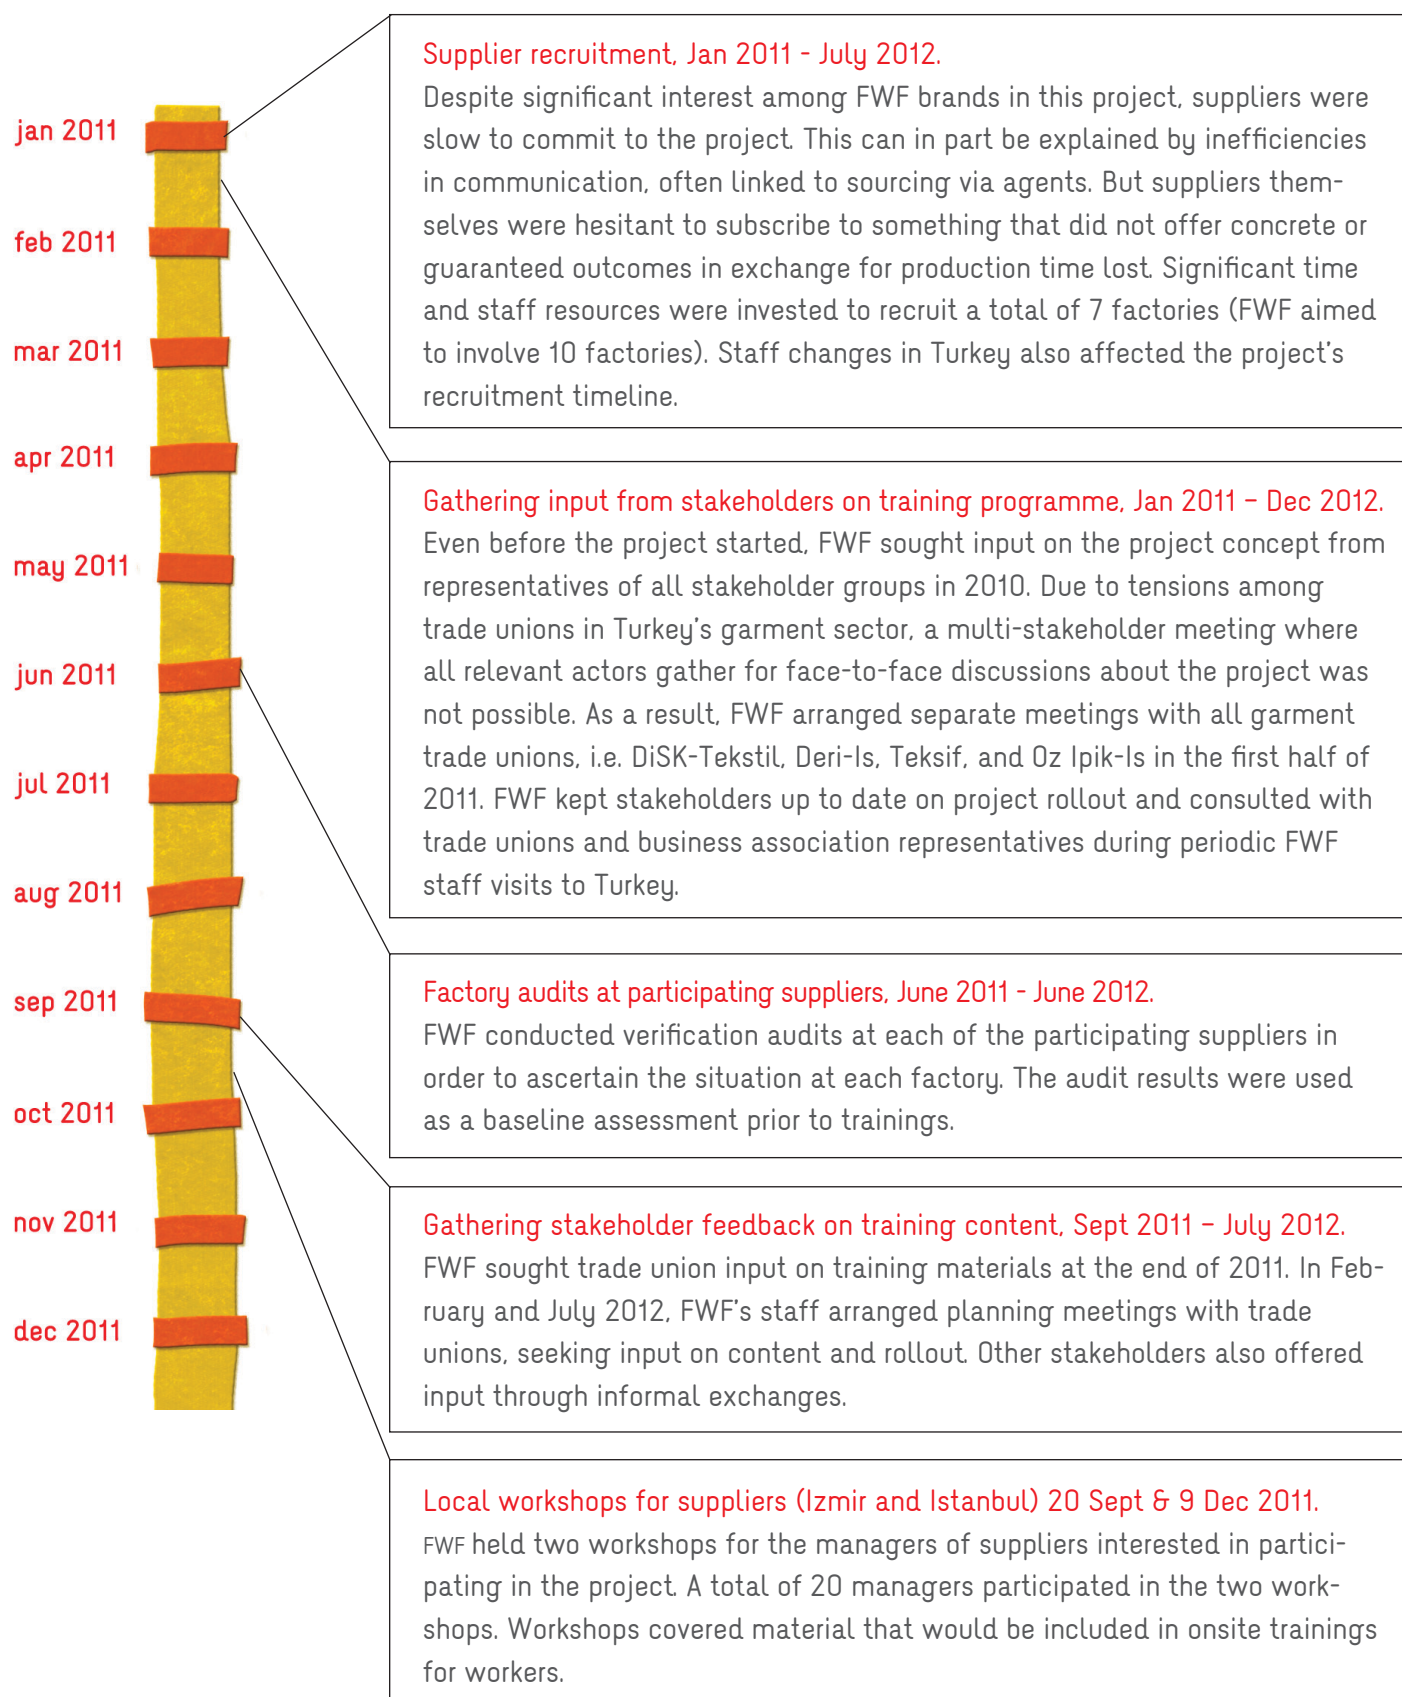 jan 2011
feb 2011
mar 2011
apr 2011
may 2011
jun 2011
jul 2011
aug 2011
sep 2011
oct 2011
nov 2011
dec 2011
Supplier recruitment, Jan 2011 - July 2012.
Despite significant interest among FWF brands in this project, suppliers were
slow to commit to the project. This can in part be explained by inefficiencies
in communication, often linked to sourcing via agents. But suppliers them-
selves were hesitant to subscribe to something that did not offer concrete or
guaranteed outcomes in exchange for production time lost. Significant time
and staff resources were invested to recruit a total of 7 factories (FWF aimed
to involve 10 factories). Staff changes in Turkey also affected the project's
recruitment timeline.
Gathering input from stakeholders on training programme, Jan 2011 – Dec 2012.
Even before the project started, FWF sought input on the project concept from
representatives of all stakeholder groups in 2010. Due to tensions among
trade unions in Turkey's garment sector, a multi-stakeholder meeting where
all relevant actors gather for face-to-face discussions about the project was
not possible. As a result, FWF arranged separate meetings with all garment
trade unions, i.e. DiSK-Tekstil, Deri-Is, Teksif, and Oz Ipik-Is in the first half of
2011. FWF kept stakeholders up to date on project rollout and consulted with
trade unions and business association representatives during periodic FWF
staff visits to Turkey.
Factory audits at participating suppliers, June 2011 - June 2012.
FWF conducted verification audits at each of the participating suppliers in
order to ascertain the situation at each factory. The audit results were used
as a baseline assessment prior to trainings.
Gathering stakeholder feedback on training content, Sept 2011 – July 2012.
FWF sought trade union input on training materials at the end of 2011. In Feb-
ruary and July 2012, FWF's staff arranged planning meetings with trade
unions, seeking input on content and rollout. Other stakeholders also offered
input through informal exchanges.
Local workshops for suppliers (Izmir and Istanbul) 20 Sept & 9 Dec 2011.
FWF held two workshops for the managers of suppliers interested in partici-
pating in the project. A total of 20 managers participated in the two work-
shops. Workshops covered material that would be included in onsite trainings
for workers.